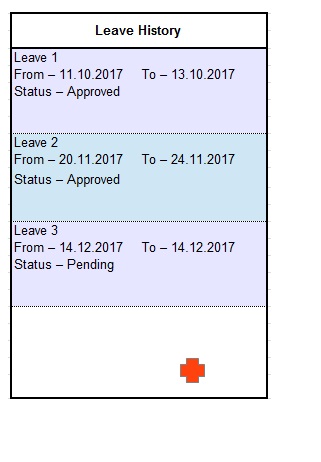 Leave History
Leave 1
From – 11.10.2017 To – 13.10.2017
Status – Approved
Leave 2
From – 20.11.2017 To – 24.11.2017
Status – Approved
Leave 3
From – 14.12.2017 To – 14.12.2017
Status – Pending